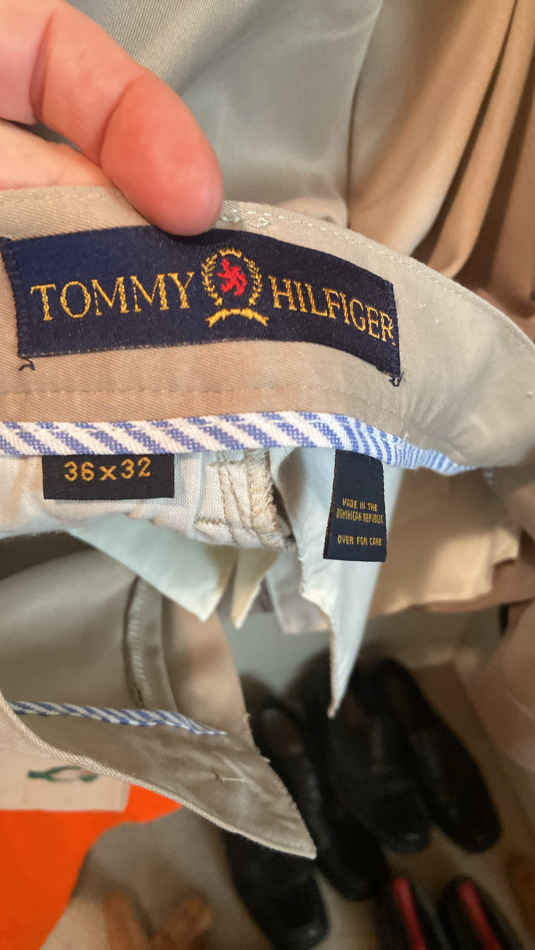 TOMMY HILFIGER
36x32
MADE IN THE
DOMINICAN REPUBLIC
OVER FOR CARE